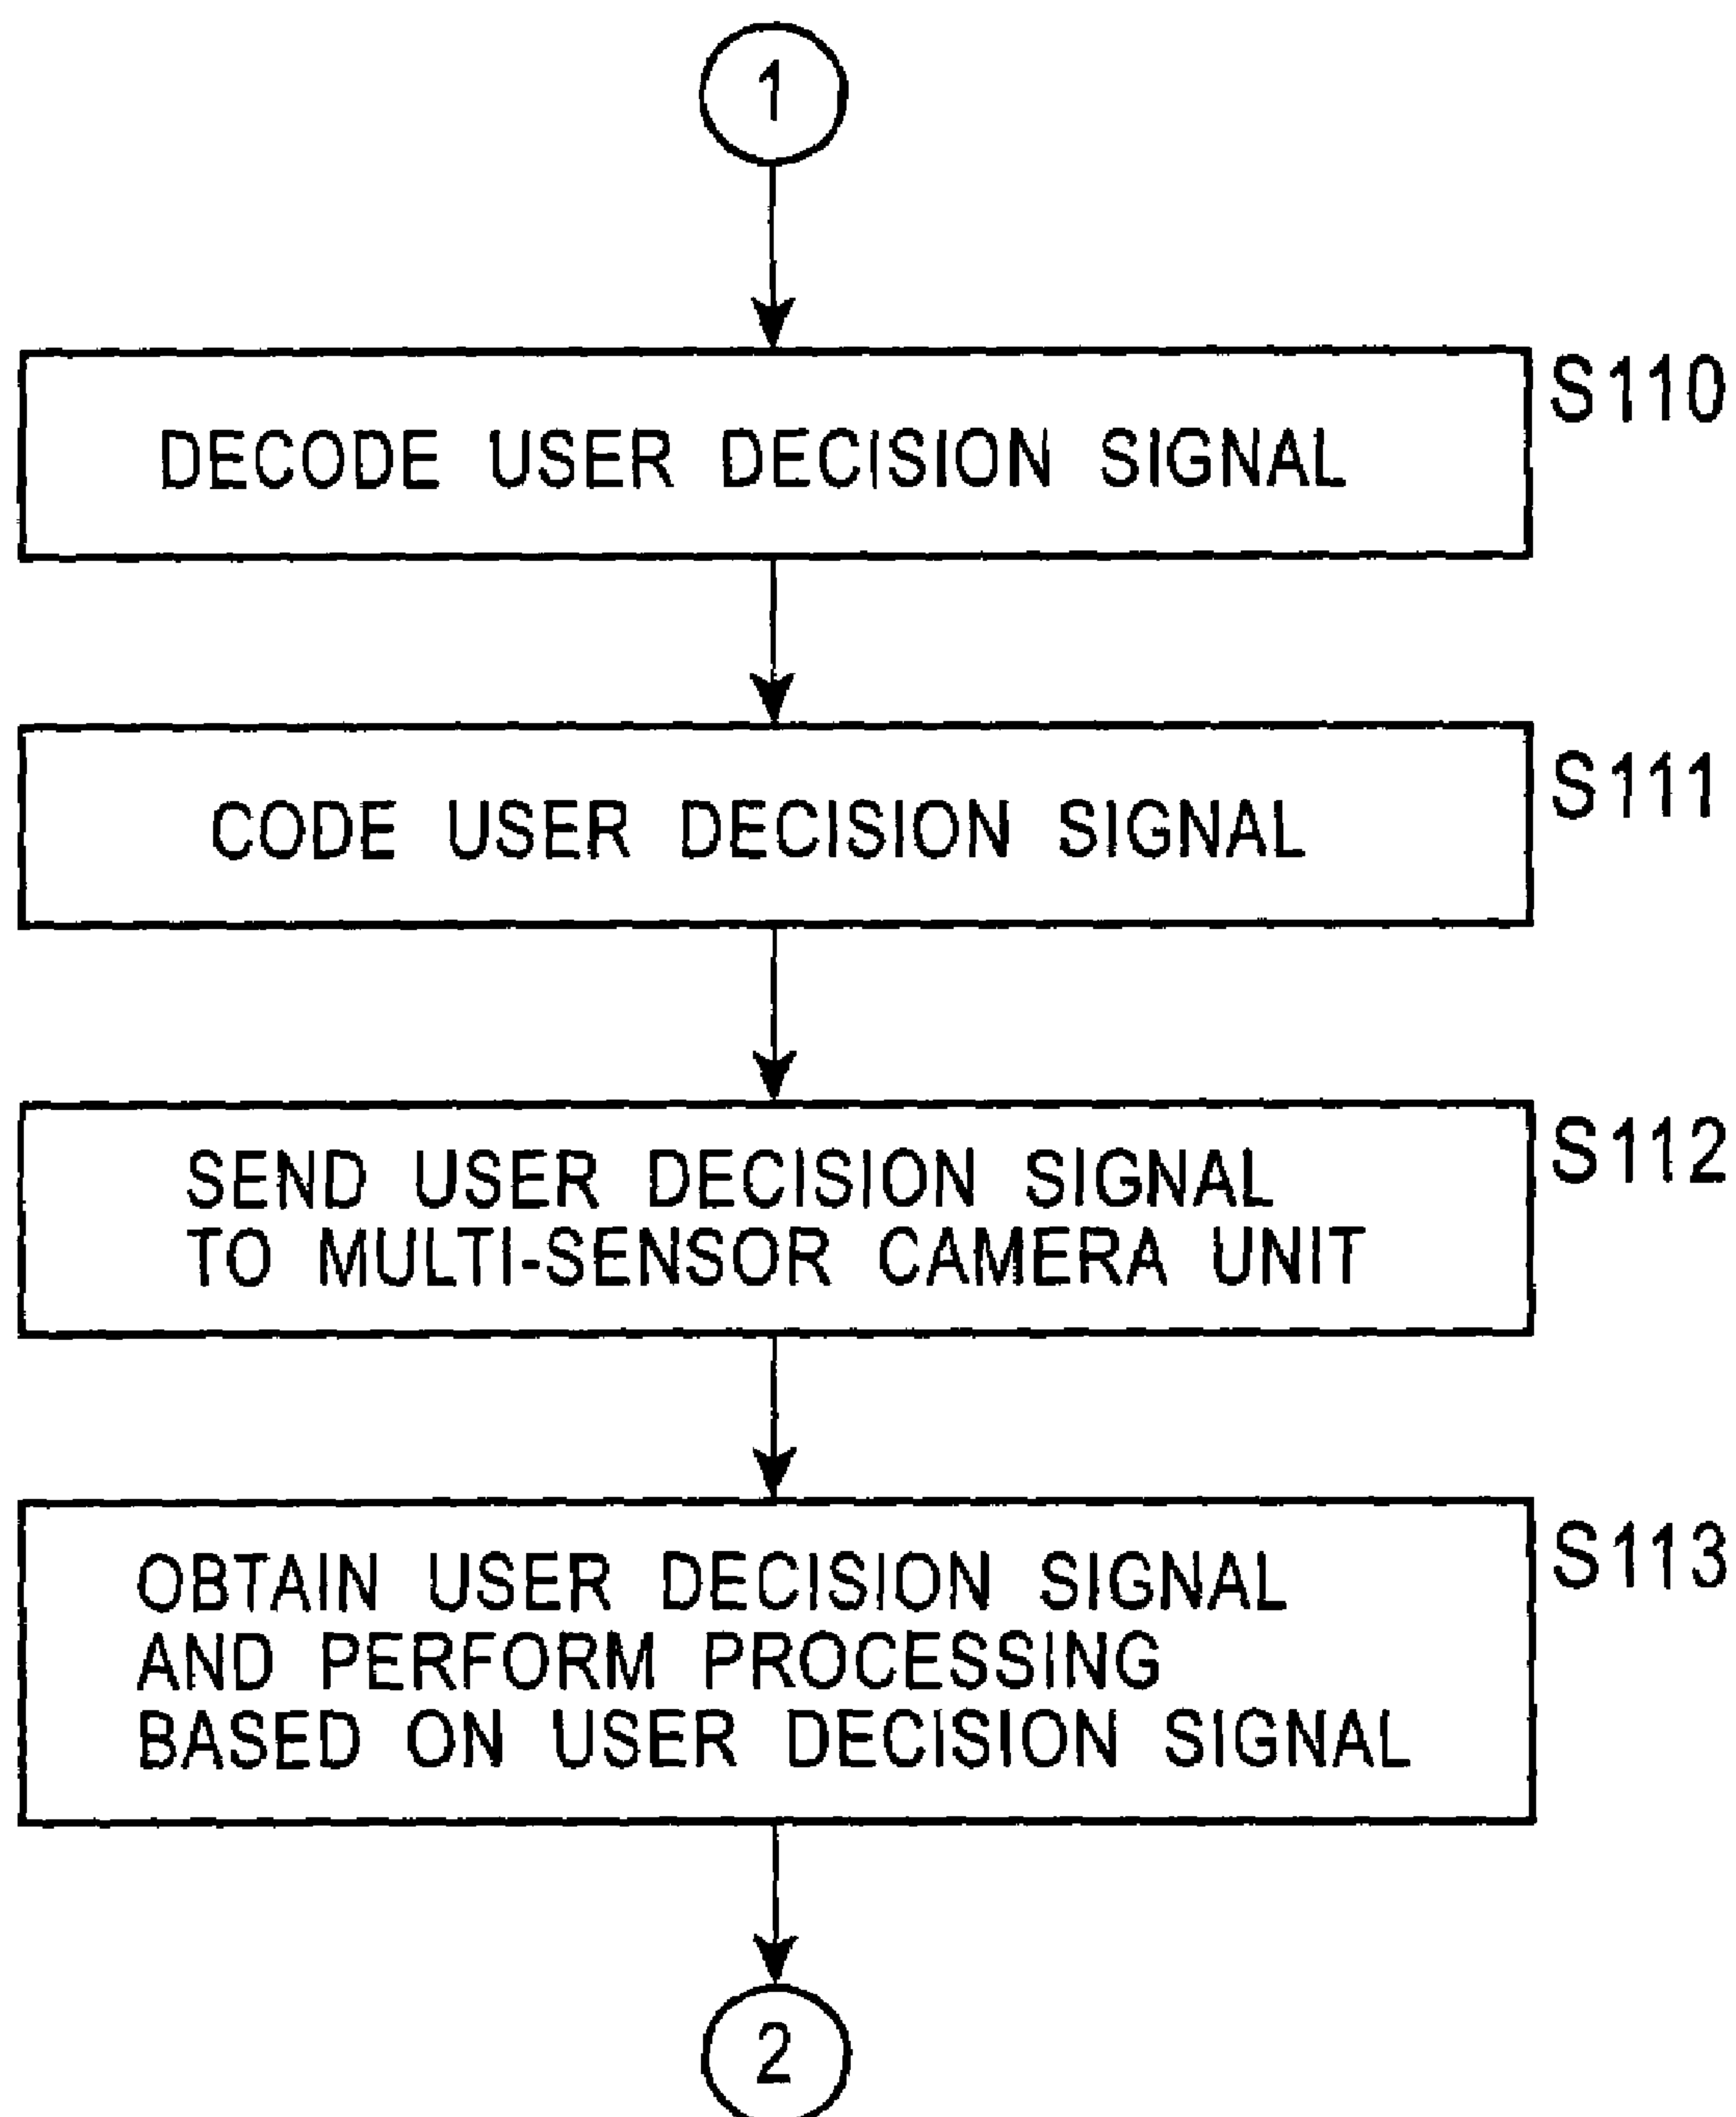 1
S110
DECODE USER DECISION SIGNAL
S111
CODE USER DECISION SIGNAL
S112
SEND USER DECISION SIGNAL
TO MULTI-SENSOR CAMERA UNIT
S113
OBTAIN USER DECISION SIGNAL
AND PERFORM PROCESSING
BASED ON USER DECISION SIGNAL
2